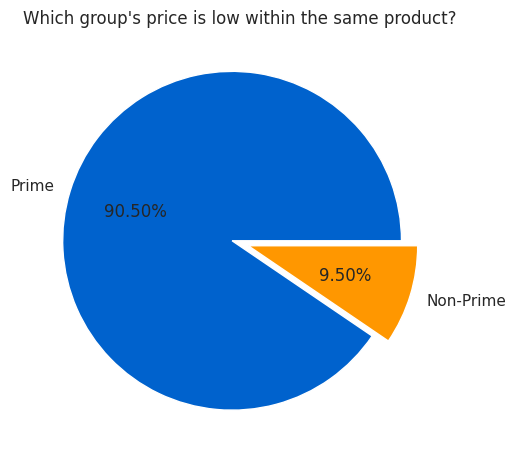 Which group's price is low within the same product?
Prime
90.50%
9.50%
Non-Prime